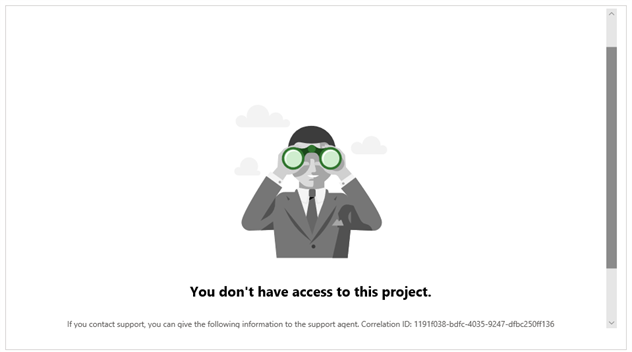 You don't have access to this project.
If you contact support, you can give the following information to the support agent. Correlation ID: 1191f038-bdfc-4035-9247-dfbc250ff136